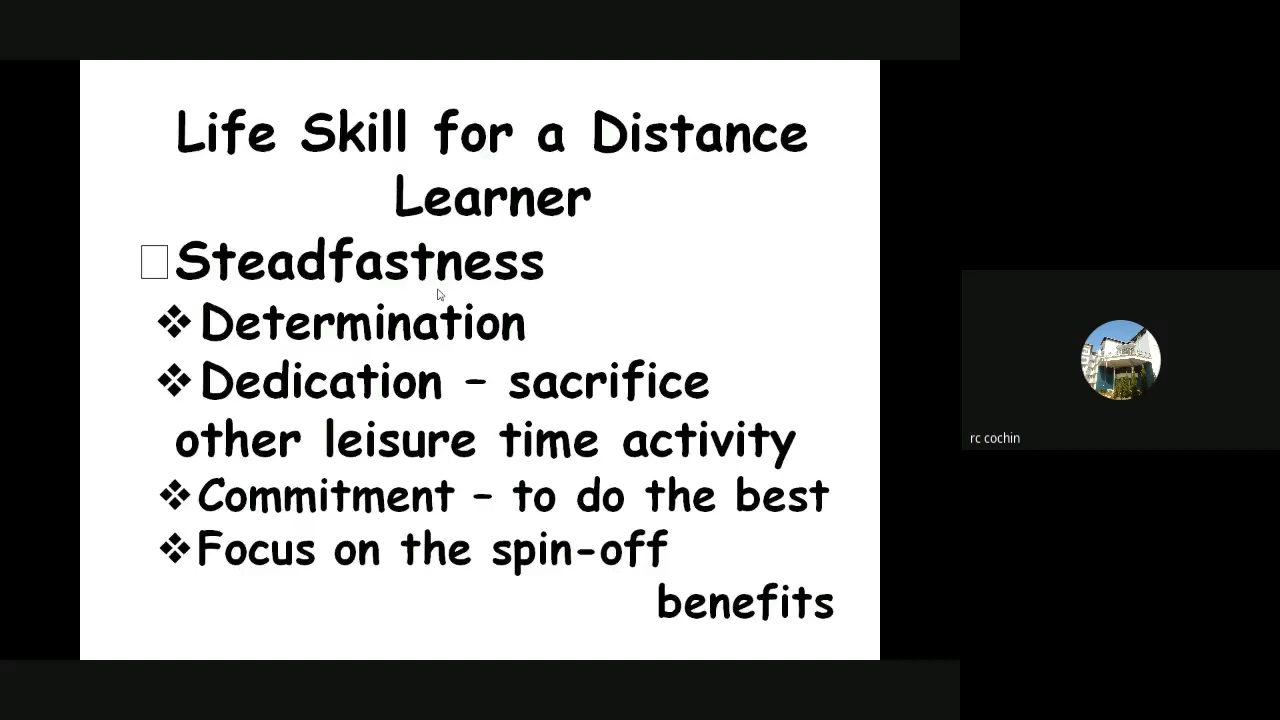 Life Skill for a Distance
Learner
Steadfastness
❖Determination
❖Dedication – sacrifice
other leisure time activity
❖Commitment – to do the best
❖Focus on the spin-off
benefits
rc cochin